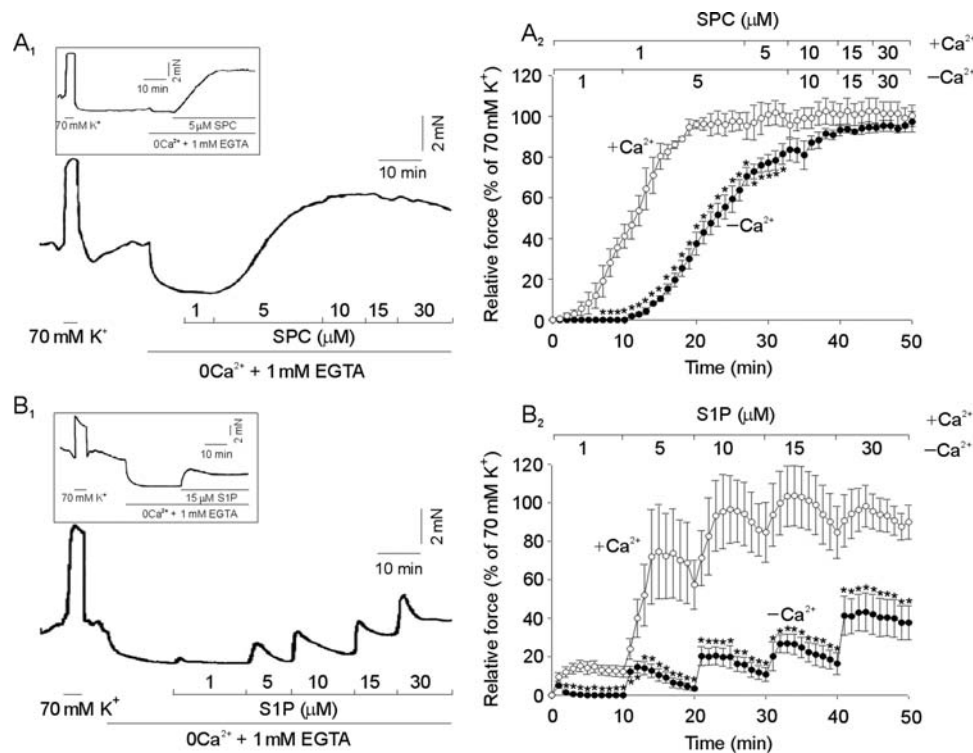 A1
2 mN
10 min
70 mM K+
5 μM SPC
0Ca2+ + 1 mM EGTA
2 mN
10 min
1 5 10 15 30
70 mM K+ SPC (μM)
0Ca2+ + 1 mM EGTA
A2
SPC (μM)
1 5 10 15 30 +Ca2+
1 5 10 15 30 −Ca2+
Relative force (% of 70 mM K+)
120
100
80
60
40
20
0
+Ca2+
−Ca2+
0 10 20 30 40 50
Time (min)
B1
2 mN
10 min
70 mM K+
15 μM S1P
0Ca2+ + 1 mM EGTA
2 mN
10 min
1 5 10 15 30
70 mM K+ S1P (μM)
0Ca2+ + 1 mM EGTA
B2
S1P (μM)
+Ca2+
1 5 10 15 30 −Ca2+
Relative force (% of 70 mM K+)
120
100
80
60
40
20
0
+Ca2+
−Ca2+
0 10 20 30 40 50
Time (min)